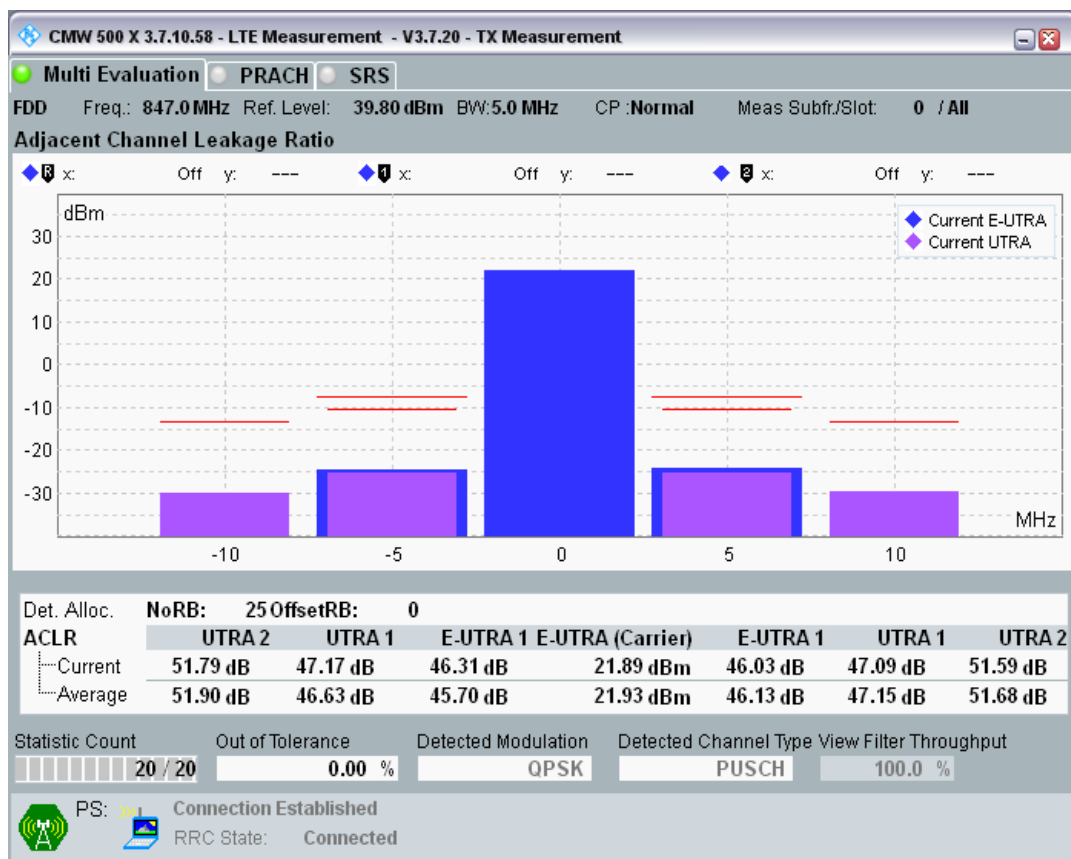 CMW 500 X 3.7.10.58 - LTE Measurement - V3.7.20 - TX Measurement
Multi Evaluation PRACH SRS
FDD Freq.: 847.0 MHz Ref. Level: 39.80 dBm BW:5.0 MHz CP :Normal Meas Subfr./Slot: 0 / All
Adjacent Channel Leakage Ratio
R x: Off y: --- 1 x: Off y: --- 2 x: Off y: ---
dBm
Current E-UTRA
Current UTRA
30
20
10
0
-10
-20
-30
MHz
-10 -5 0 5 10
Det. Alloc. NoRB: 25 OffsetRB: 0
ACLR UTRA 2 UTRA 1 E-UTRA 1 E-UTRA (Carrier) E-UTRA 1 UTRA 1 UTRA 2
Current 51.79 dB 47.17 dB 46.31 dB 21.89 dBm 46.03 dB 47.09 dB 51.59 dB
Average 51.90 dB 46.63 dB 45.70 dB 21.93 dBm 46.13 dB 47.15 dB 51.68 dB
Statistic Count Out of Tolerance Detected Modulation Detected Channel Type View Filter Throughput
20 / 20 0.00 % QPSK PUSCH 100.0 %
PS: Connection Established
RRC State: Connected